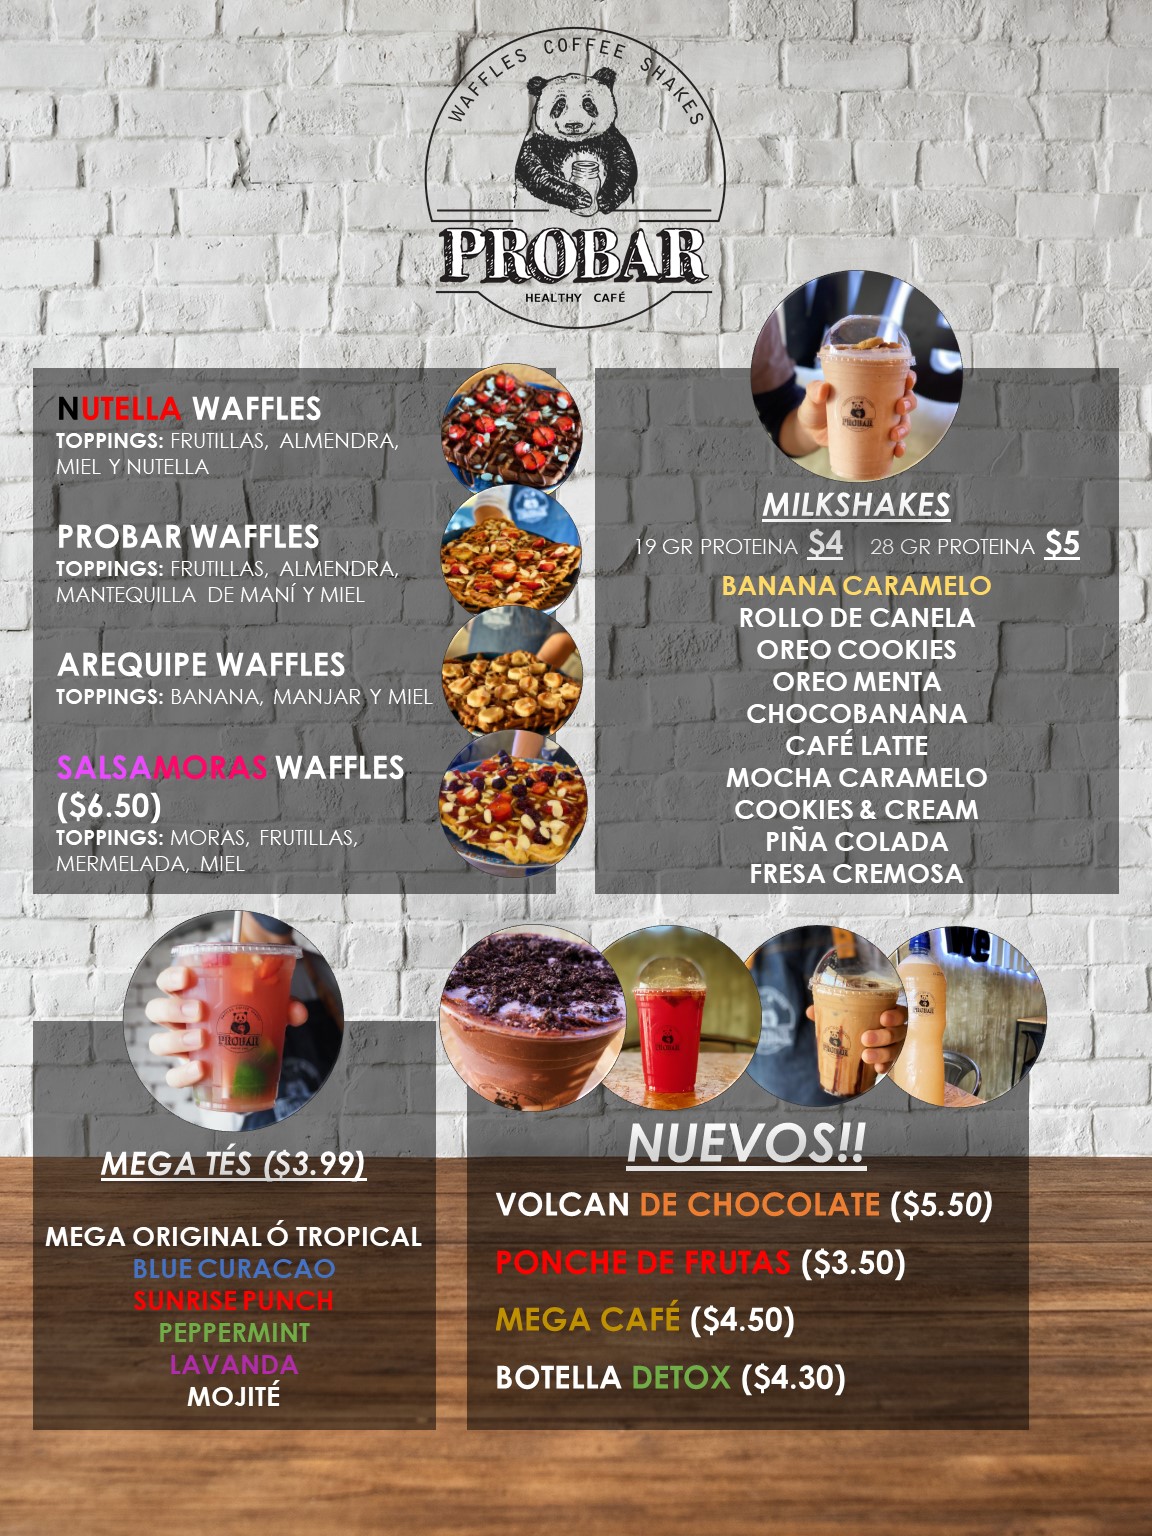 WAFFLES COFFEE SHAKES
PROBAR
HEALTHY CAFÉ
NUTELLA WAFFLES
TOPPINGS: FRUTILLAS, ALMENDRA,
MIEL Y NUTELLA
PROBAR WAFFLES
TOPPINGS: FRUTILLAS, ALMENDRA,
MANTEQUILLA DE MANÍ Y MIEL
AREQUIPE WAFFLES
TOPPINGS: BANANA, MANJAR Y MIEL
SALSAMORAS WAFFLES
($6.50)
TOPPINGS: MORAS, FRUTILLAS,
MERMELADA, MIEL
MILKSHAKES
19 GR PROTEINA $4 28 GR PROTEINA $5
BANANA CARAMELO
ROLLO DE CANELA
OREO COOKIES
OREO MENTA
CHOCOBANANA
CAFÉ LATTE
MOCHA CARAMELO
COOKIES & CREAM
PIÑA COLADA
FRESA CREMOSA
MEGA TÉS ($3.99)
MEGA ORIGINAL Ó TROPICAL
BLUE CURACAO
SUNRISE PUNCH
PEPPERMINT
LAVANDA
MOJITÉ
NUEVOS!!
VOLCAN DE CHOCOLATE ($5.50)
PONCHE DE FRUTAS ($3.50)
MEGA CAFÉ ($4.50)
BOTELLA DETOX ($4.30)